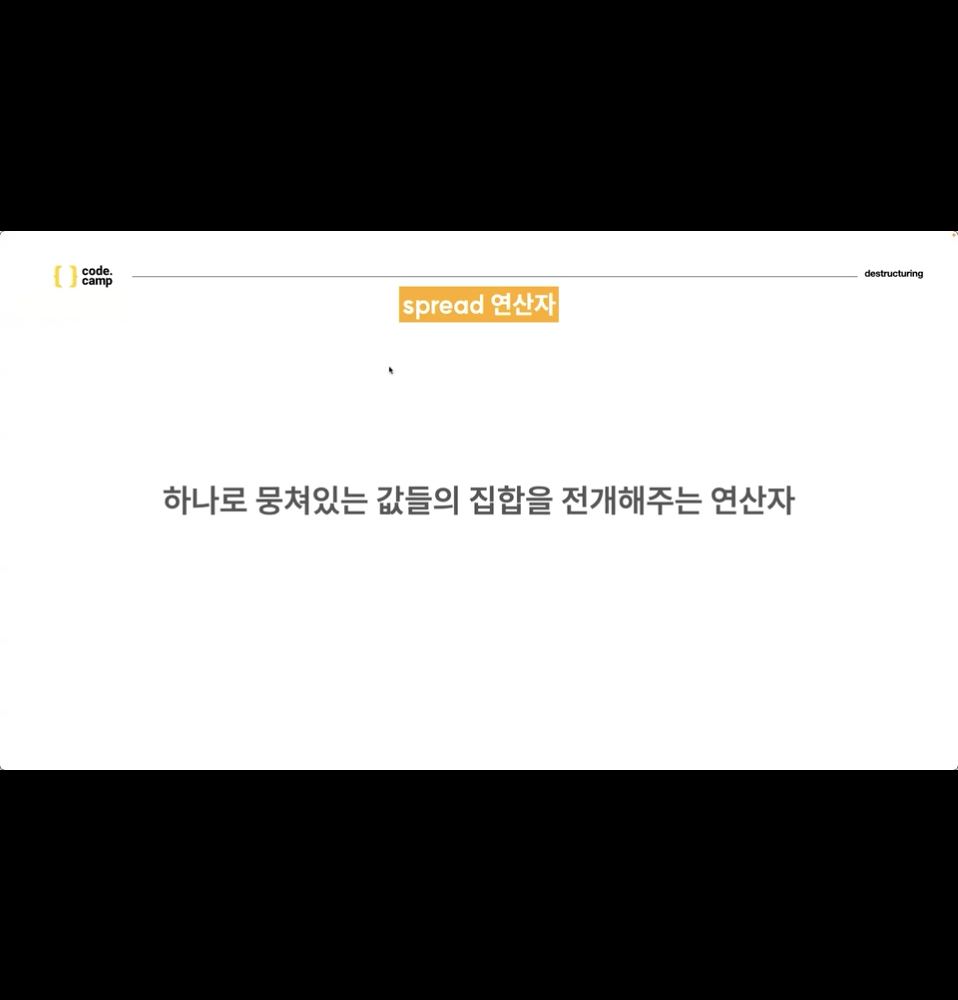 { } code.
camp
destructuring
spread 연산자
하나로 뭉쳐있는 값들의 집합을 전개해주는 연산자